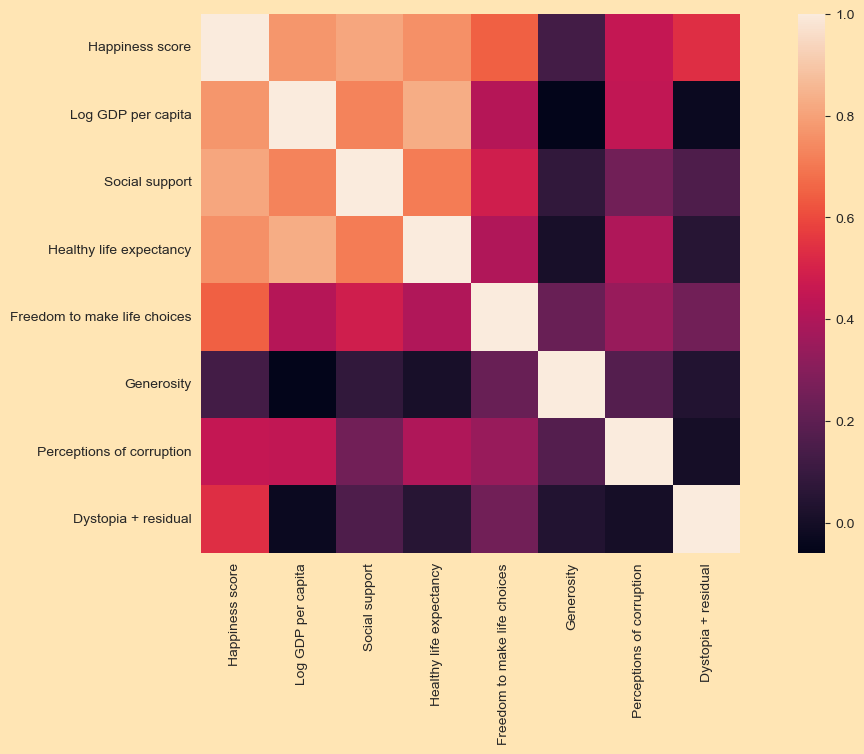 Happiness score
Log GDP per capita
Social support
Healthy life expectancy
Freedom to make life choices
Generosity
Perceptions of corruption
Dystopia + residual
Happiness score
Log GDP per capita
Social support
Healthy life expectancy
Freedom to make life choices
Generosity
Perceptions of corruption
Dystopia + residual
1.0
0.8
0.6
0.4
0.2
0.0